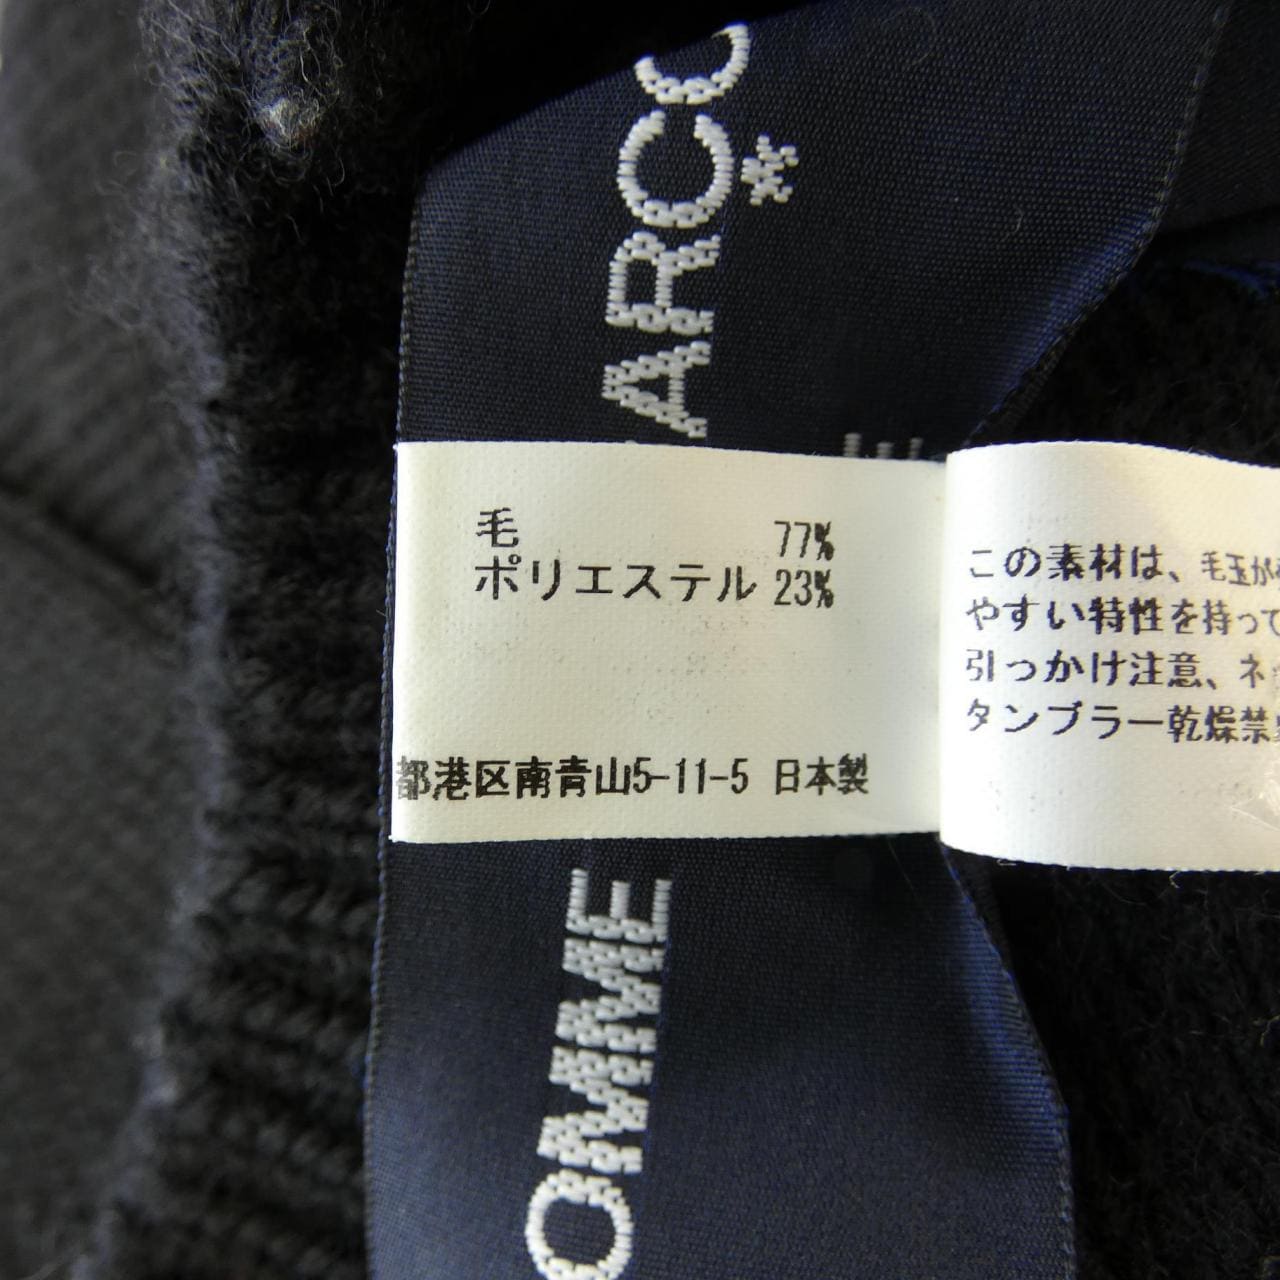 OMME
ARÇO
毛 77%
ポリエステル 23%
都港区南青山5-11-5 日本製
この素材は、毛玉が
やすい特性を持って
引っかけ注意、ネ
タンブラー乾燥禁